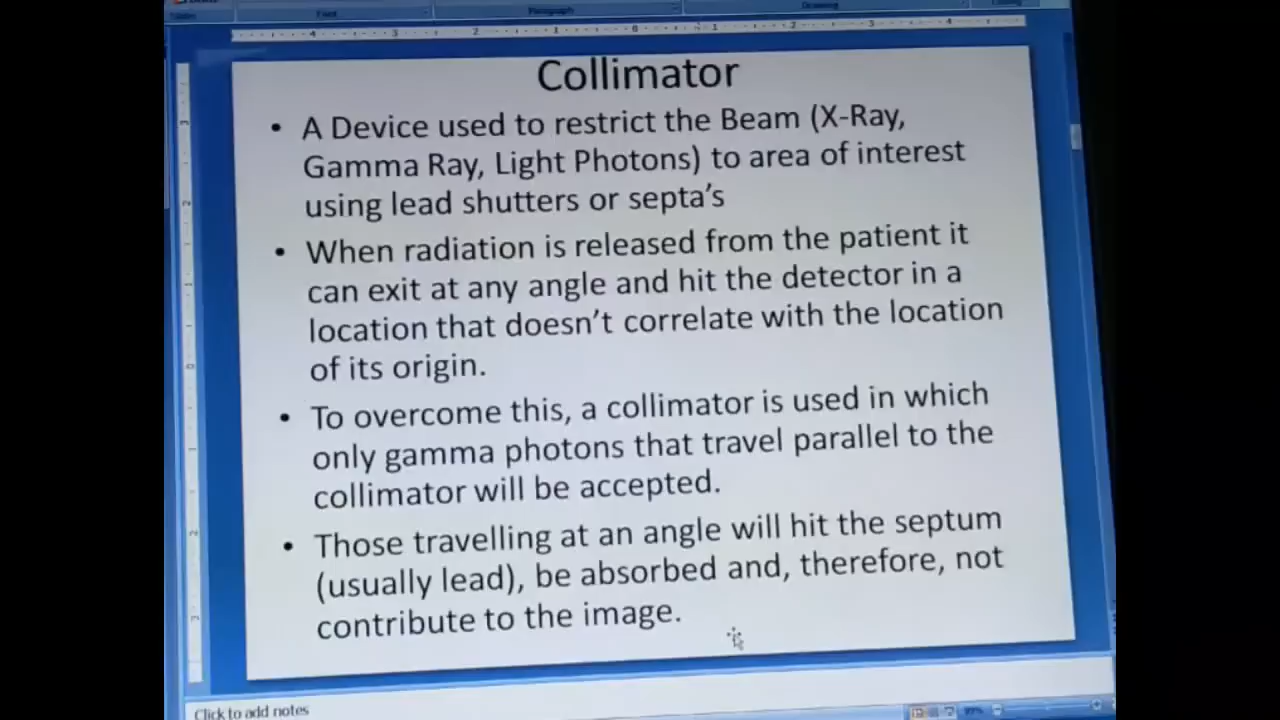 Slides
Font
Paragraph
Drawing
Collimator
• A Device used to restrict the Beam (X-Ray,
Gamma Ray, Light Photons) to area of interest
using lead shutters or septa's
• When radiation is released from the patient it
can exit at any angle and hit the detector in a
location that doesn't correlate with the location
of its origin.
• To overcome this, a collimator is used in which
only gamma photons that travel parallel to the
collimator will be accepted.
• Those travelling at an angle will hit the septum
(usually lead), be absorbed and, therefore, not
contribute to the image.
Click to add notes